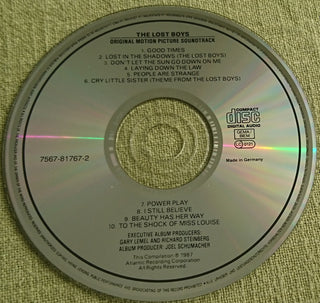 THE LOST BOYS
ORIGINAL MOTION PICTURE SOUNDTRACK
1. GOOD TIMES
2. LOST IN THE SHADOWS (THE LOST BOYS)
3. DON'T LET THE SUN GO DOWN ON ME
4. LAYING DOWN THE LAW
5. PEOPLE ARE STRANGE
6. CRY LITTLE SISTER (THEME FROM THE LOST BOYS)
COMPACT
disc
DIGITAL AUDIO
7567-81767-2
GEMA
BIEM
LC 0121
Made in Germany
7. POWER PLAY
8. I STILL BELIEVE
9. BEAUTY HAS HER WAY
10. TO THE SHOCK OF MISS LOUISE
EXECUTIVE ALBUM PRODUCERS:
GARY LEMEL AND RICHARD STEINBERG
ALBUM PRODUCER: JOEL SCHUMACHER
This Compilation ℗ 1987
Atlantic Recording Corporation
All Rights Reserved.